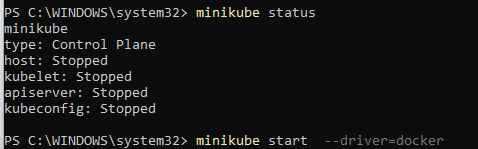 PS C:\WINDOWS\system32> minikube status
minikube
type: Control Plane
host: Stopped
kubelet: Stopped
apiserver: Stopped
kubeconfig: Stopped
PS C:\WINDOWS\system32> minikube start  --driver=docker